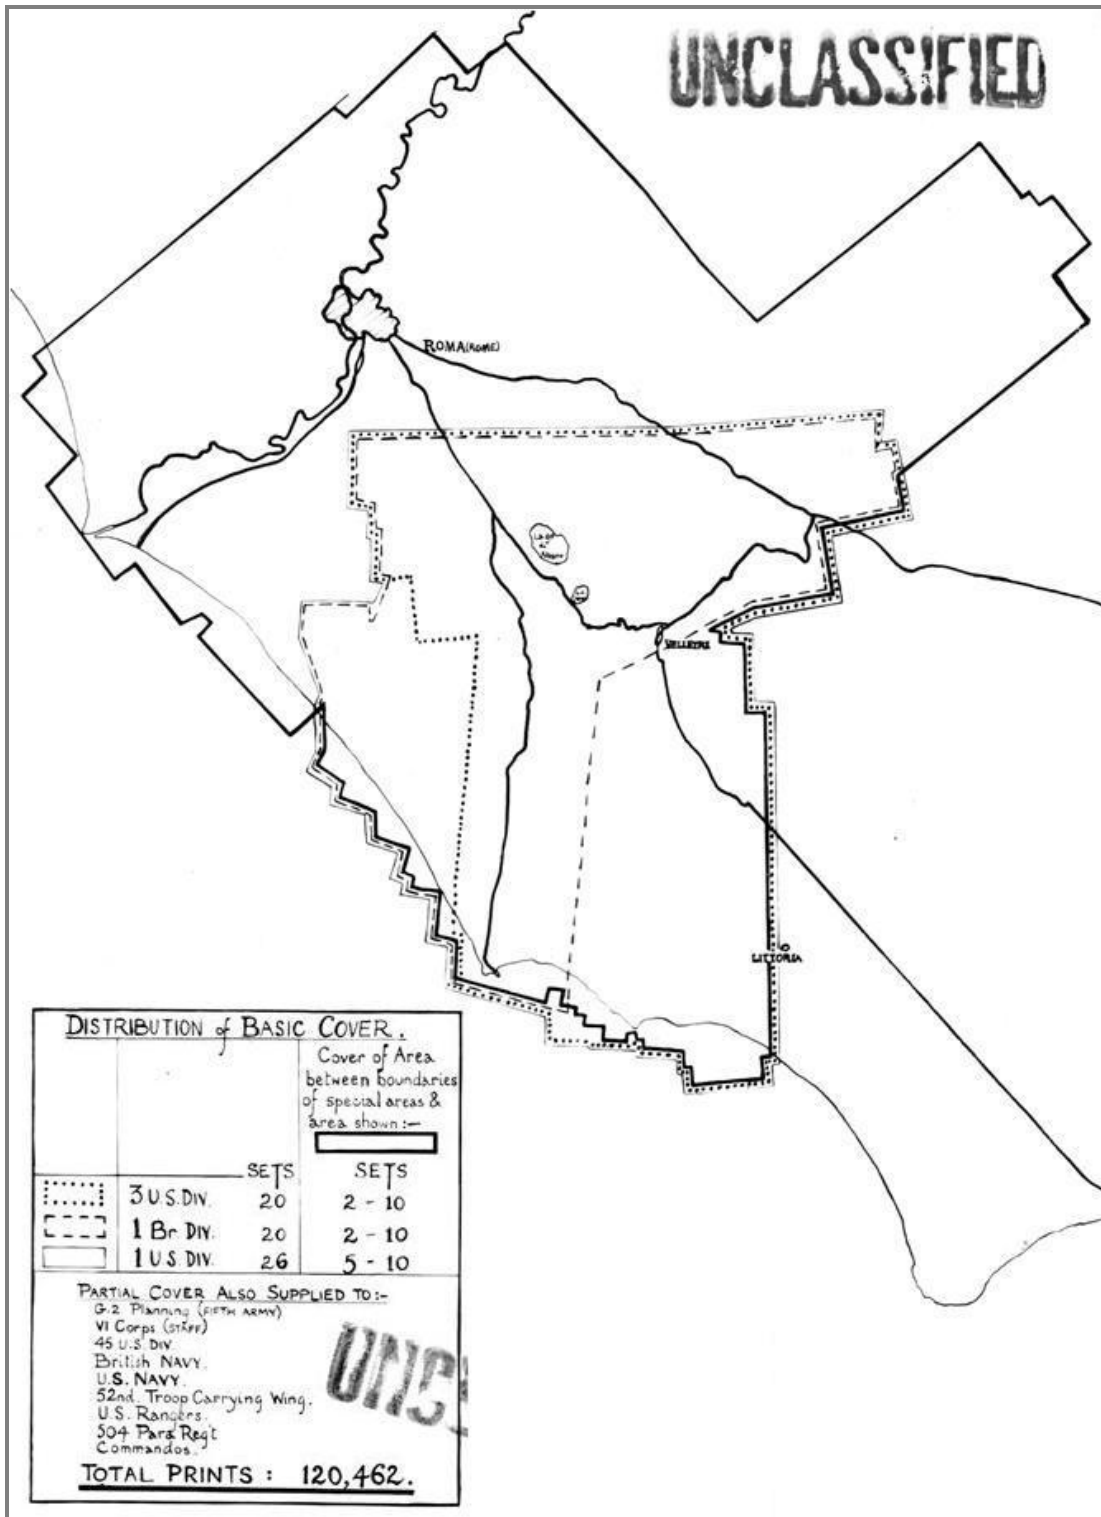 UNCLASSIFIED
ROMA (ROME)
VELLETRI
LITTORIA
DISTRIBUTION of BASIC COVER.
Cover of Area
between boundaries
of special areas &
area shown :-
SETS SETS
3 U.S. DIV. 20 2 - 10
1 Br. DIV. 20 2 - 10
1 U.S. DIV. 26 5 - 10
PARTIAL COVER ALSO SUPPLIED TO :-
G.2 Planning (FIFTH ARMY)
VI Corps (STAFF)
45 U.S. DIV.
British NAVY.
U.S. NAVY.
52nd. Troop Carrying Wing.
U.S. Rangers.
504 Para Reg't
Commandos.
UNC
TOTAL PRINTS : 120,462.